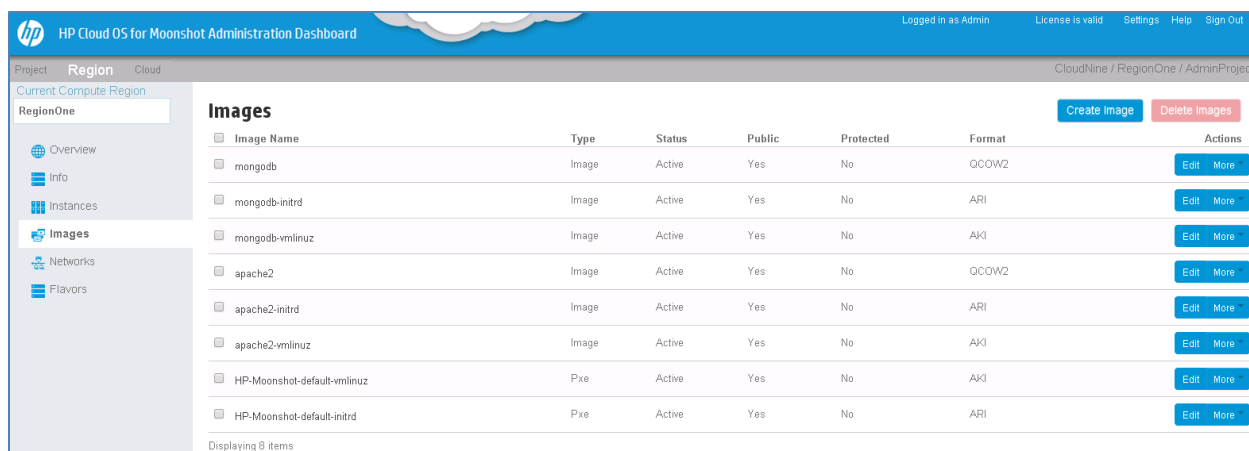 hp HP Cloud OS for Moonshot Administration Dashboard Logged in as Admin License is valid Settings Help Sign Out
Project Region Cloud CloudNine / RegionOne / AdminProjec
Current Compute Region
RegionOne
Overview
Info
Instances
Images
Networks
Flavors
Images Create Image Delete Images
Image Name Type Status Public Protected Format Actions
mongodb Image Active Yes No QCOW2 Edit More
mongodb-initrd Image Active Yes No ARI Edit More
mongodb-vmlinuz Image Active Yes No AKI Edit More
apache2 Image Active Yes No QCOW2 Edit More
apache2-initrd Image Active Yes No ARI Edit More
apache2-vmlinuz Image Active Yes No AKI Edit More
HP-Moonshot-default-vmlinuz Pxe Active Yes No AKI Edit More
HP-Moonshot-default-initrd Pxe Active Yes No ARI Edit More
Displaying 8 items